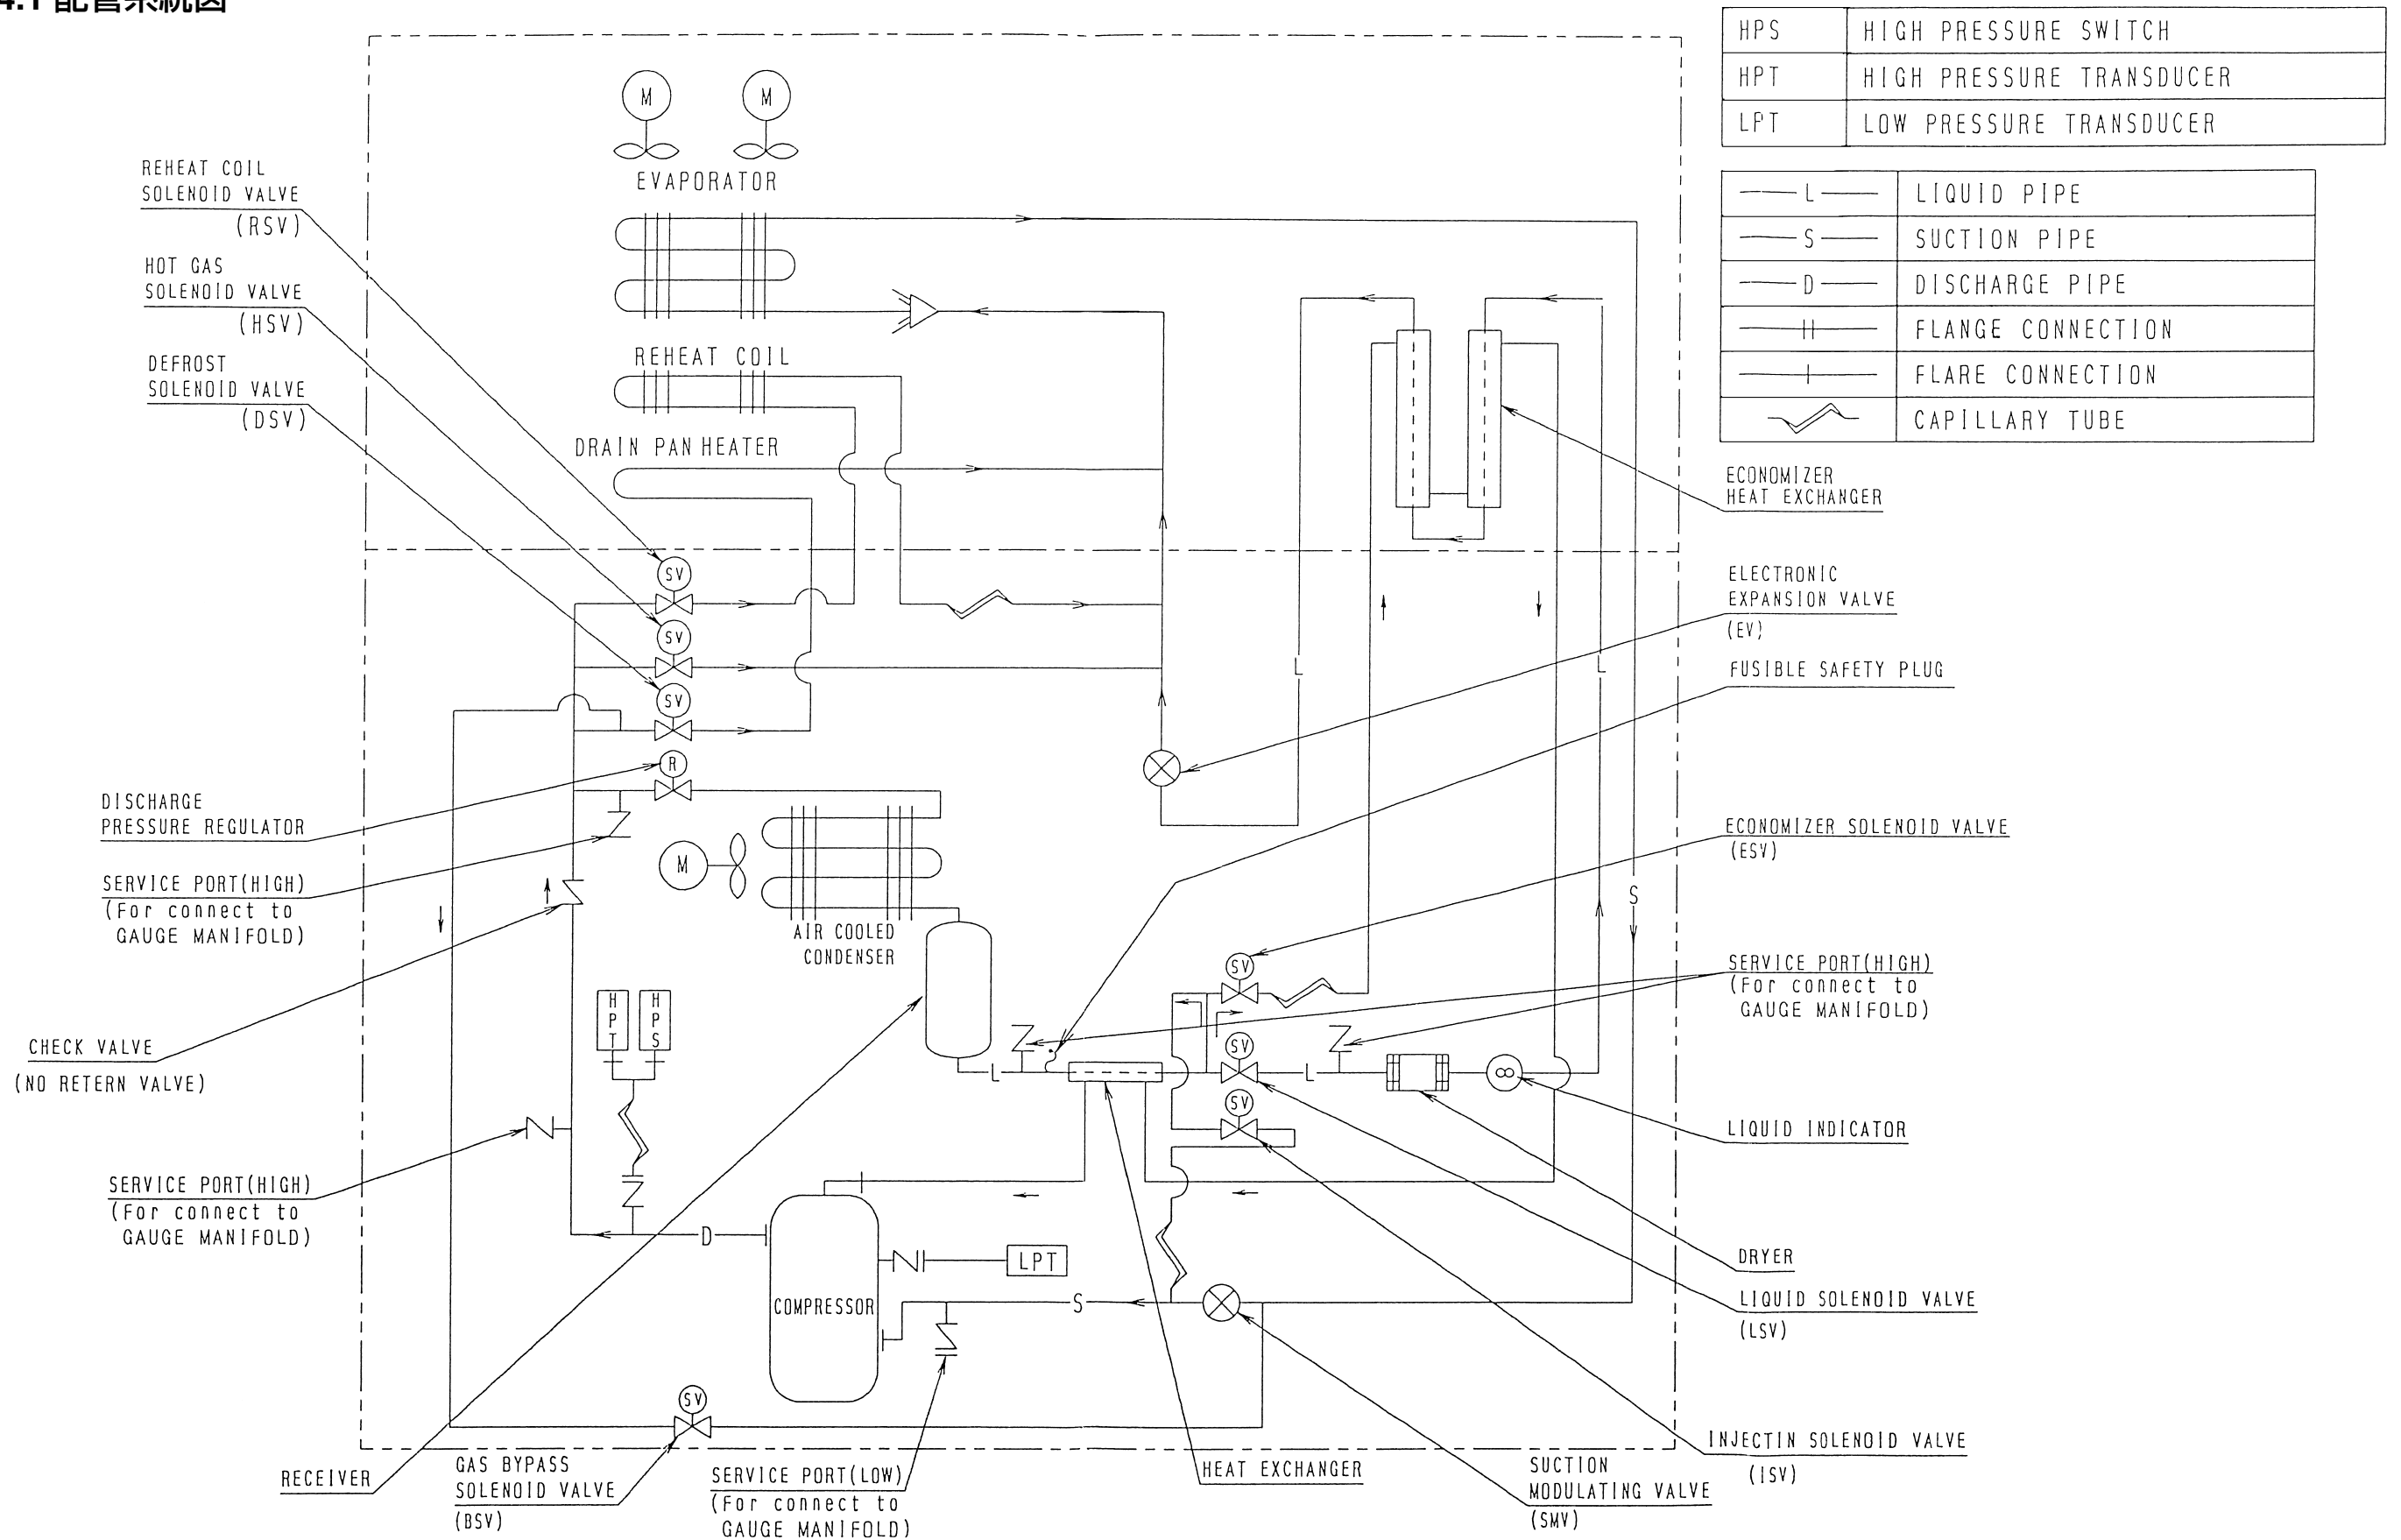 4.1 配管系統図
HPS HIGH PRESSURE SWITCH
HPT HIGH PRESSURE TRANSDUCER
LPT LOW PRESSURE TRANSDUCER
L LIQUID PIPE
S SUCTION PIPE
D DISCHARGE PIPE
FLANGE CONNECTION
FLARE CONNECTION
CAPILLARY TUBE
M M
EVAPORATOR
REHEAT COIL
SOLENOID VALVE
(RSV)
HOT GAS
SOLENOID VALVE
(HSV)
DEFROST
SOLENOID VALVE
(DSV)
REHEAT COIL
DRAIN PAN HEATER
ECONOMIZER
HEAT EXCHANGER
ELECTRONIC
EXPANSION VALVE
(EV)
FUSIBLE SAFETY PLUG
SV
SV
SV
R
L
L
DISCHARGE
PRESSURE REGULATOR
SERVICE PORT(HIGH)
(For connect to
GAUGE MANIFOLD)
M
AIR COOLED
CONDENSER
ECONOMIZER SOLENOID VALVE
(ESV)
S
SERVICE PORT(HIGH)
(For connect to
GAUGE MANIFOLD)
SV
SV
SV
L
L
HPT
HPS
CHECK VALVE
(NO RETERN VALVE)
LIQUID INDICATOR
SERVICE PORT(HIGH)
(For connect to
GAUGE MANIFOLD)
D
COMPRESSOR
LPT
S
DRYER
LIQUID SOLENOID VALVE
(LSV)
SV
INJECTIN SOLENOID VALVE
(ISV)
RECEIVER
GAS BYPASS
SOLENOID VALVE
(BSV)
SERVICE PORT(LOW)
(For connect to
GAUGE MANIFOLD)
HEAT EXCHANGER
SUCTION
MODULATING VALVE
(SMV)